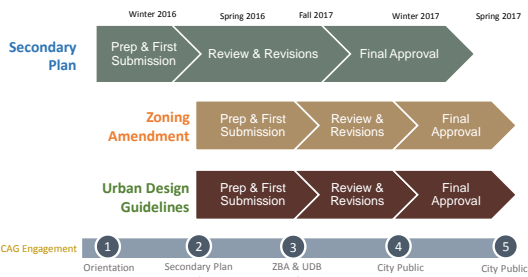 Winter 2016
Spring 2016
Fall 2017
Winter 2017
Spring 2017
Secondary
Plan
Prep & First
Submission
Review & Revisions
Final Approval
Zoning
Amendment
Prep & First
Submission
Review &
Revisions
Final
Approval
Urban Design
Guidelines
Prep & First
Submission
Review &
Revisions
Final
Approval
CAG Engagement
1
2
3
4
5
Orientation
Secondary Plan
ZBA & UDB
City Public
City Public